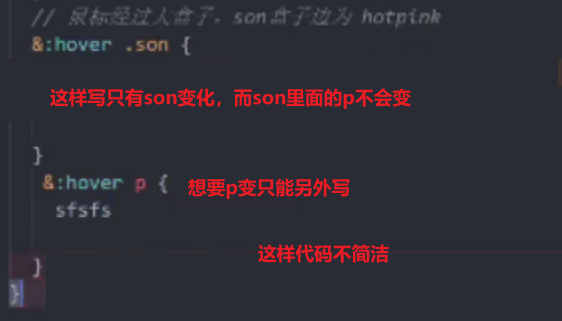 // 鼠标经过大盒子，son盒子边为 hotpink
&:hover .son {
这样写只有son变化，而son里面的p不会变
}
&:hover p {
想要p变只能另外写
sfsfs
这样代码不简洁
}
}